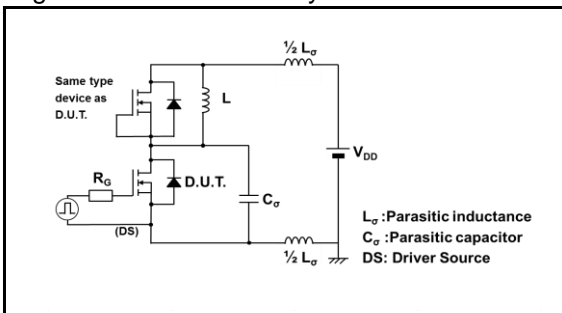 ½ Lσ
Same type
device as
D.U.T.
L
VDD
RG
D.U.T.
Cσ
(DS)
½ Lσ
Lσ :Parasitic inductance
Cσ :Parasitic capacitor
DS: Driver Source